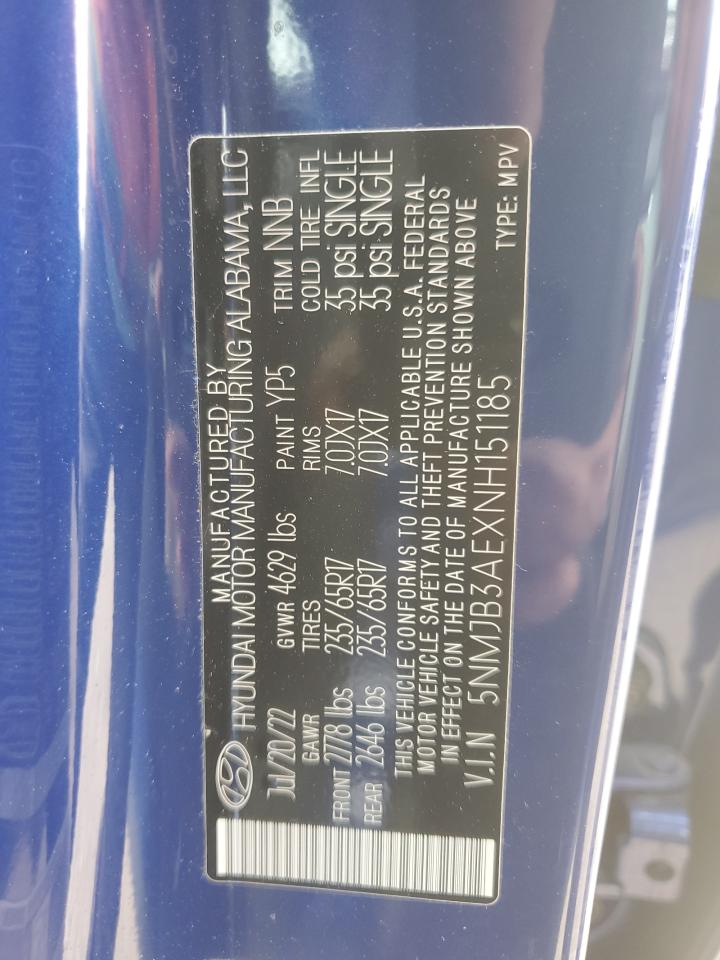 MANUFACTURED BY
HYUNDAI MOTOR MANUFACTURING ALABAMA, LLC
Jul/20/22 GVWR 4629 lbs PAINT YP5 TRIM NNB
GAWR TIRES RIMS COLD TIRE INFL
FRONT 2778 lbs 235/65R17 7.0JX17 35 psi SINGLE
REAR 2646 lbs 235/65R17 7.0JX17 35 psi SINGLE
THIS VEHICLE CONFORMS TO ALL APPLICABLE U.S.A. FEDERAL
MOTOR VEHICLE SAFETY AND THEFT PREVENTION STANDARDS
IN EFFECT ON THE DATE OF MANUFACTURE SHOWN ABOVE
V.I.N 5NMJB3AEXNH151185 TYPE: MPV